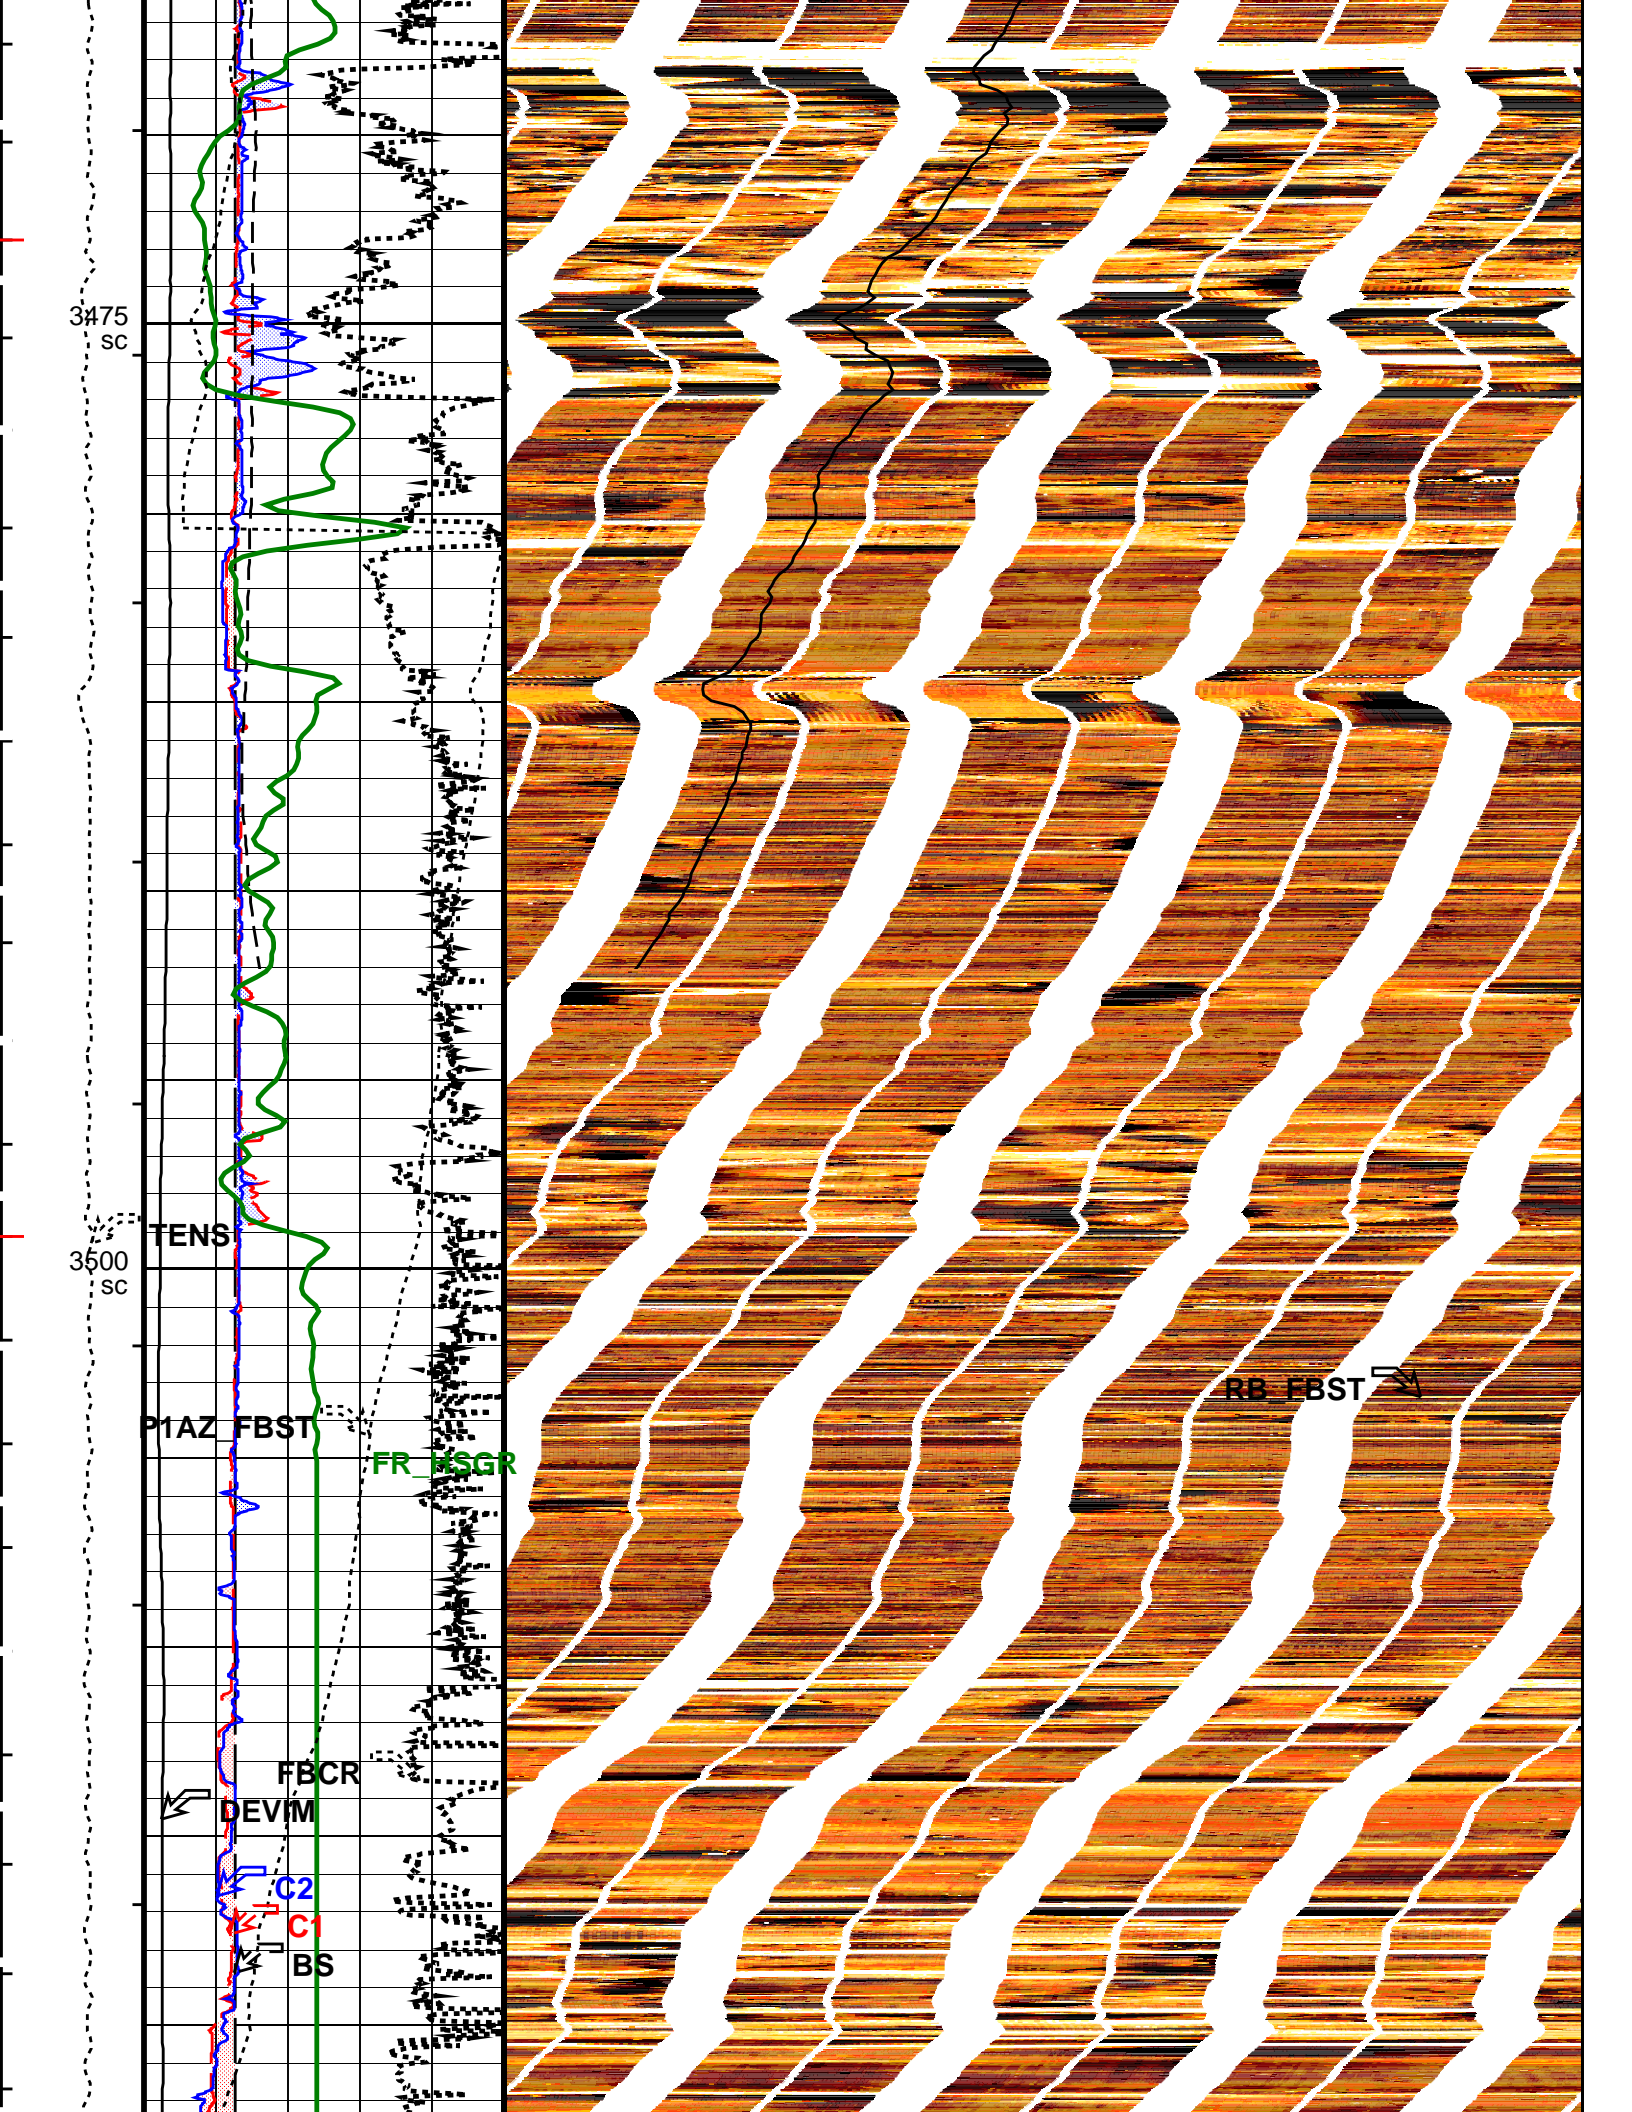 3475
sc
TENS
3500
sc
RB_FBST
P1AZ_FBST
FR_HSGR
FBCR
DEVIM
C2
C1
BS